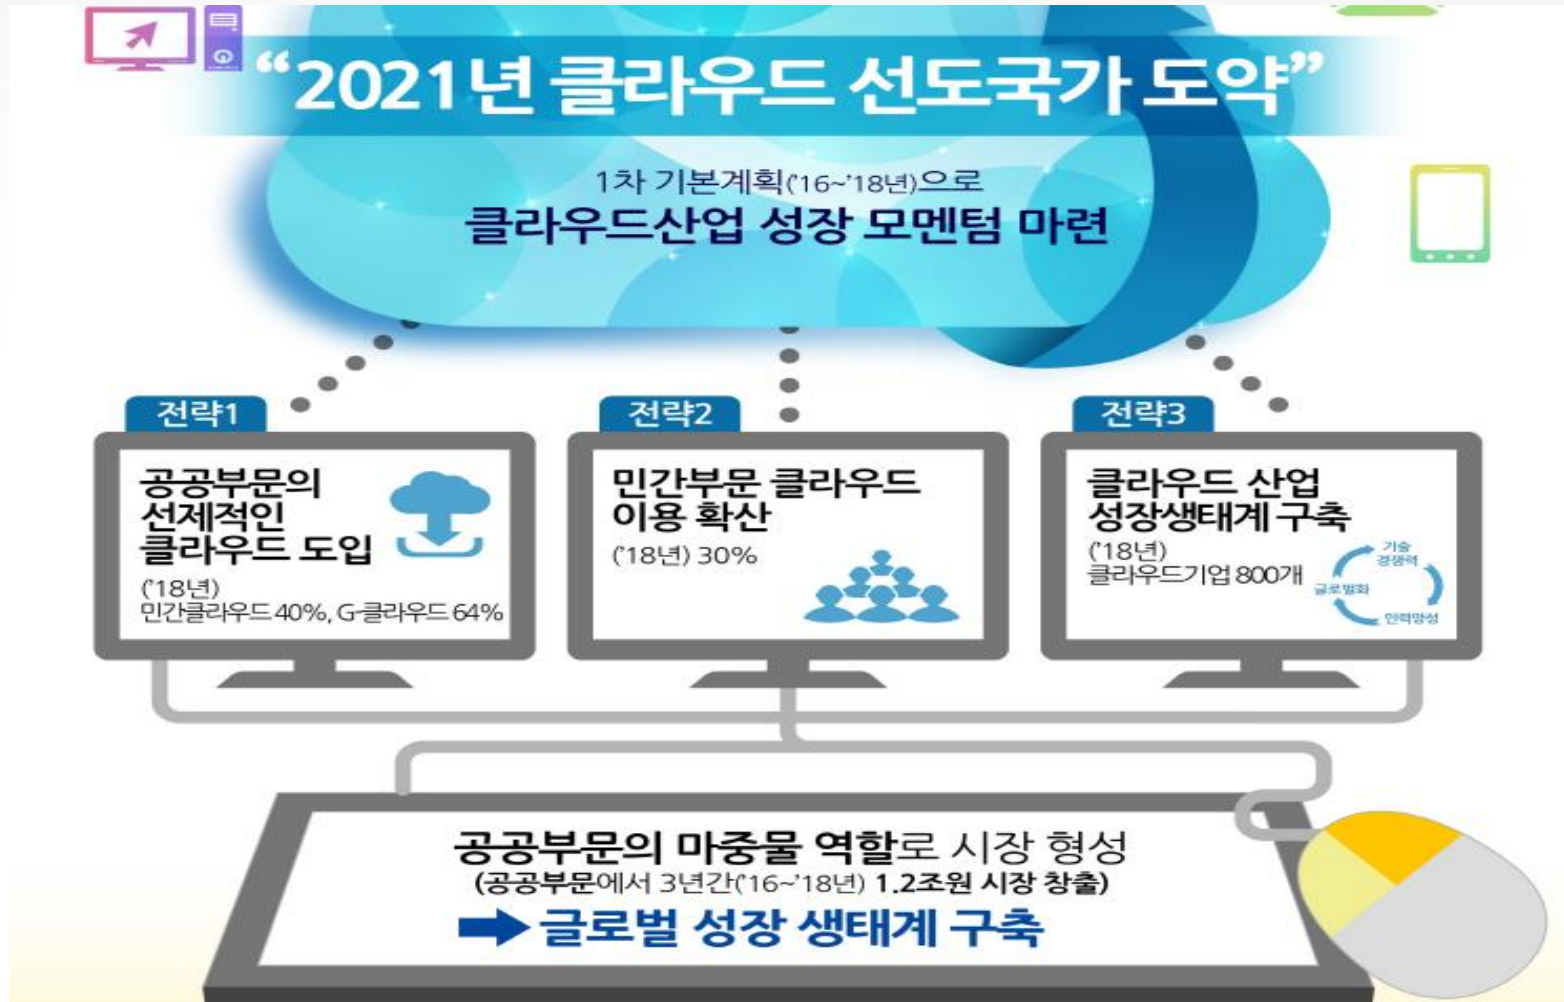 “2021년 클라우드 선도국가 도약”
1차 기본계획('16~'18년)으로
클라우드산업 성장 모멘텀 마련
전략1
공공부문의
선제적인
클라우드 도입
('18년)
민간클라우드 40%, G-클라우드 64%
전략2
민간부문 클라우드
이용 확산
('18년) 30%
전략3
클라우드 산업
성장생태계 구축
('18년)
클라우드기업 800개
기술
경쟁력
글로벌화
인력양성
공공부문의 마중물 역할로 시장 형성
(공공부문에서 3년간('16~'18년) 1.2조원 시장 창출)
글로벌 성장 생태계 구축